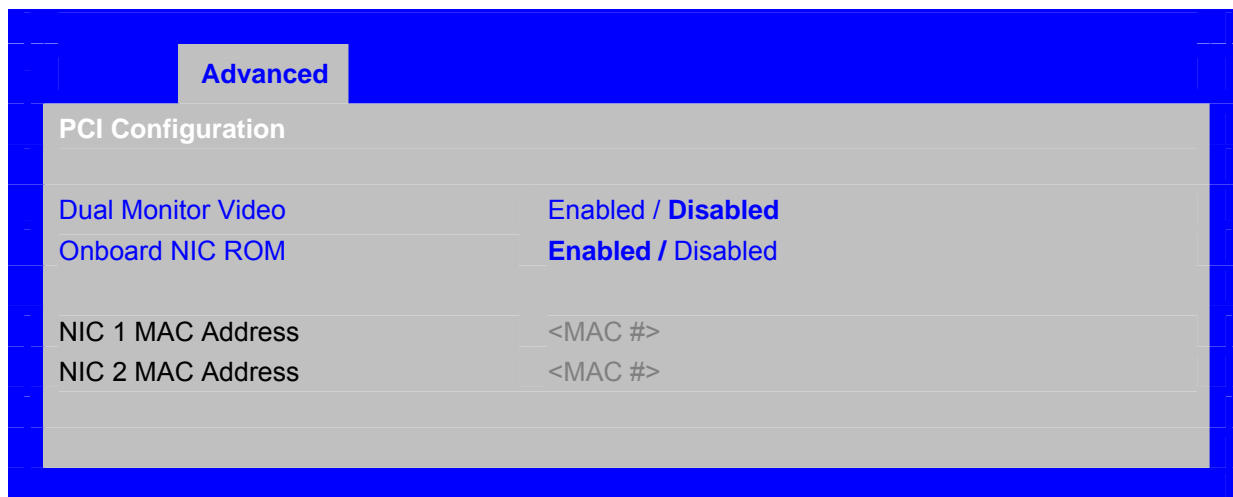 Advanced
PCI Configuration
Dual Monitor Video Enabled / Disabled
Onboard NIC ROM Enabled / Disabled
NIC 1 MAC Address <MAC #>
NIC 2 MAC Address <MAC #>